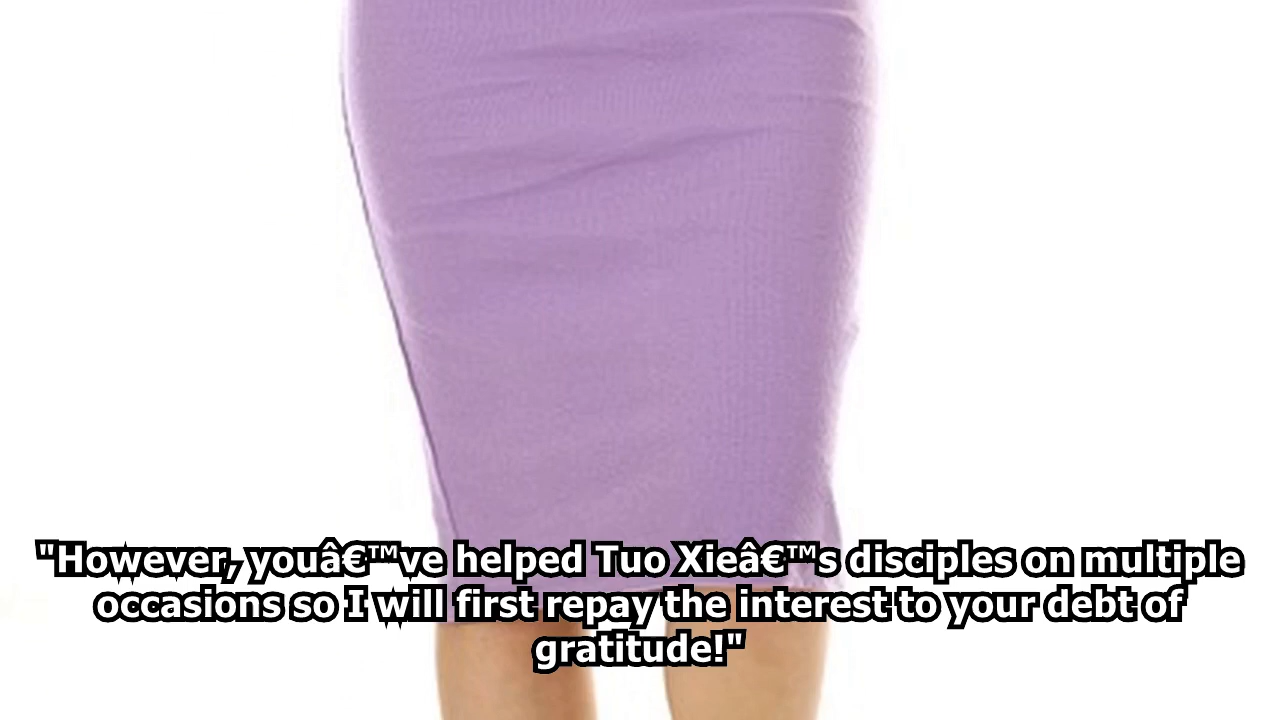 "However, youâ€™ve helped Tuo Xieâ€™s disciples on multiple
occasions so I will first repay the interest to your debt of
gratitude!"